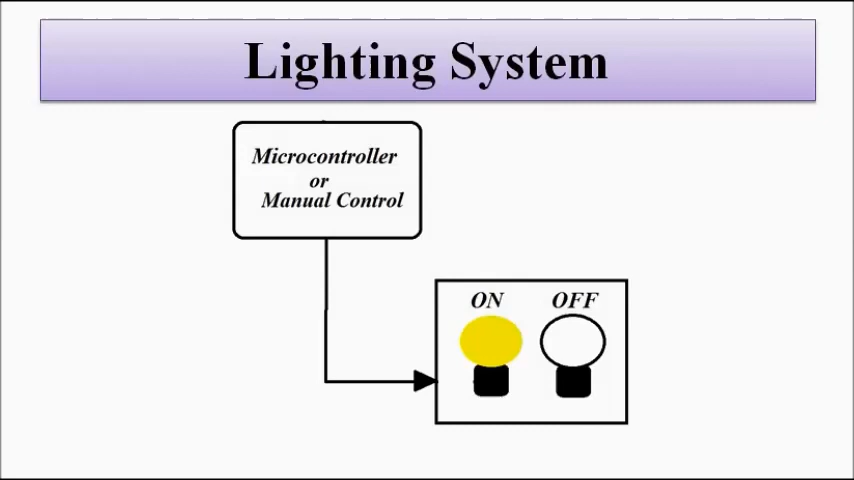 Lighting System
Microcontroller
or
Manual Control
ON OFF